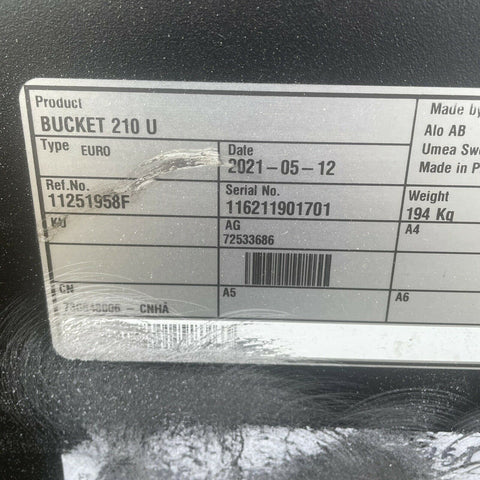 Product
BUCKET 210 U
Made by
Alo AB
Umea Swe
Made in P
Type EURO
Date
2021-05-12
Ref.No.
11251958F
Serial No.
116211901701
Weight
194 Kg
KU
AG
72533686
A4
CN
- CNHA
A5
A6